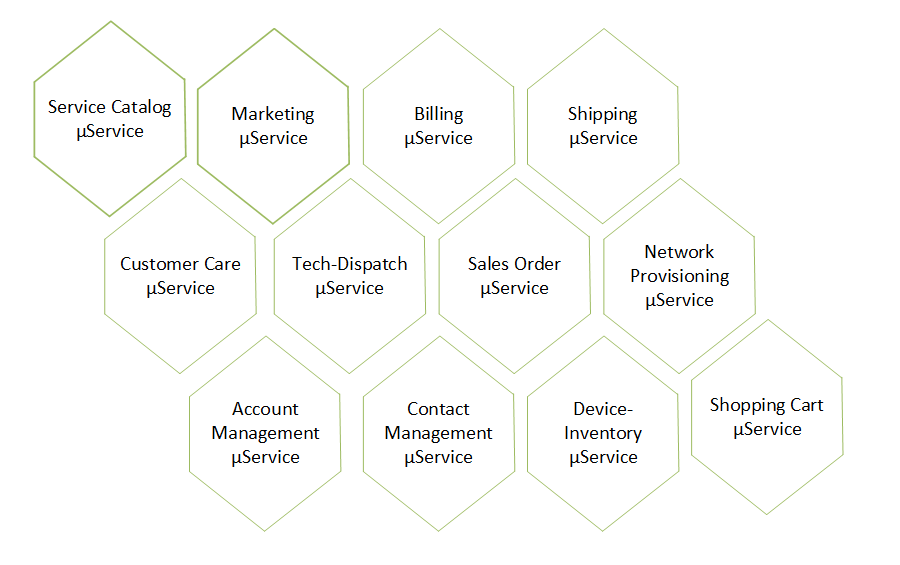 Service Catalog
µService
Marketing
µService
Billing
µService
Shipping
µService
Customer Care
µService
Tech-Dispatch
µService
Sales Order
µService
Network
Provisioning
µService
Account
Management
µService
Contact
Management
µService
Device-
Inventory
µService
Shopping Cart
µService